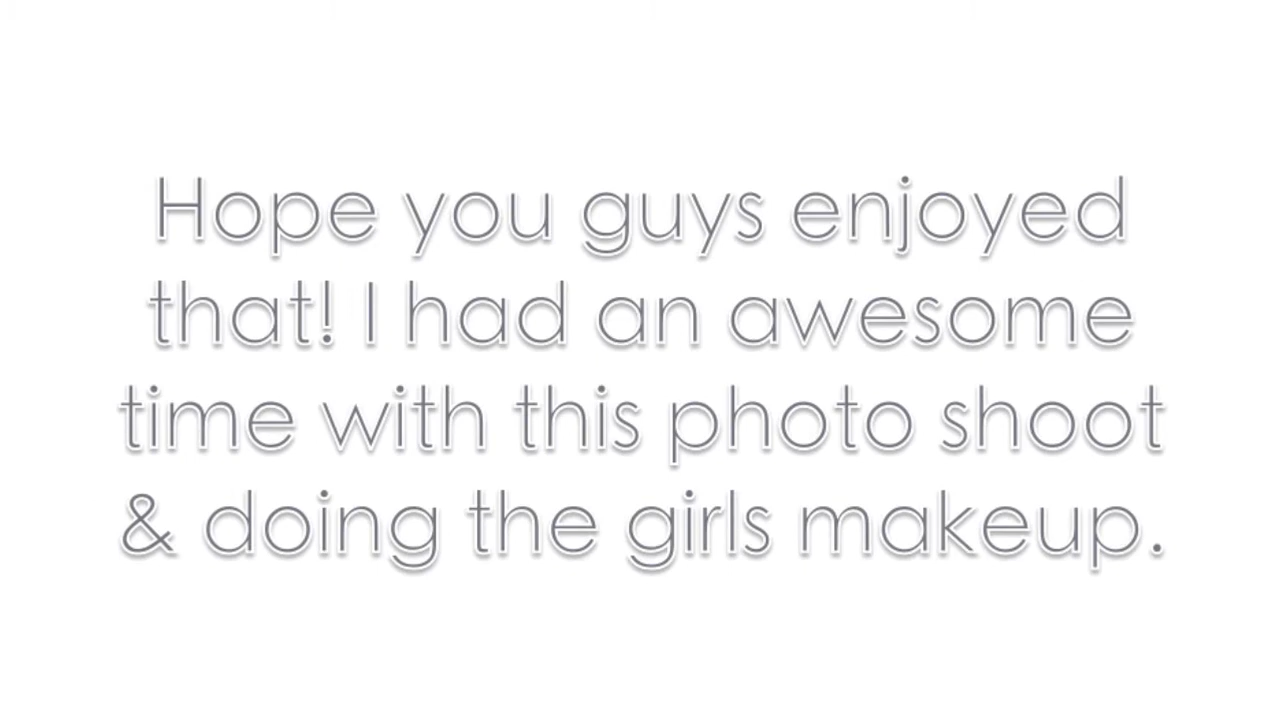 Hope you guys enjoyed
that! I had an awesome
time with this photo shoot
& doing the girls makeup.